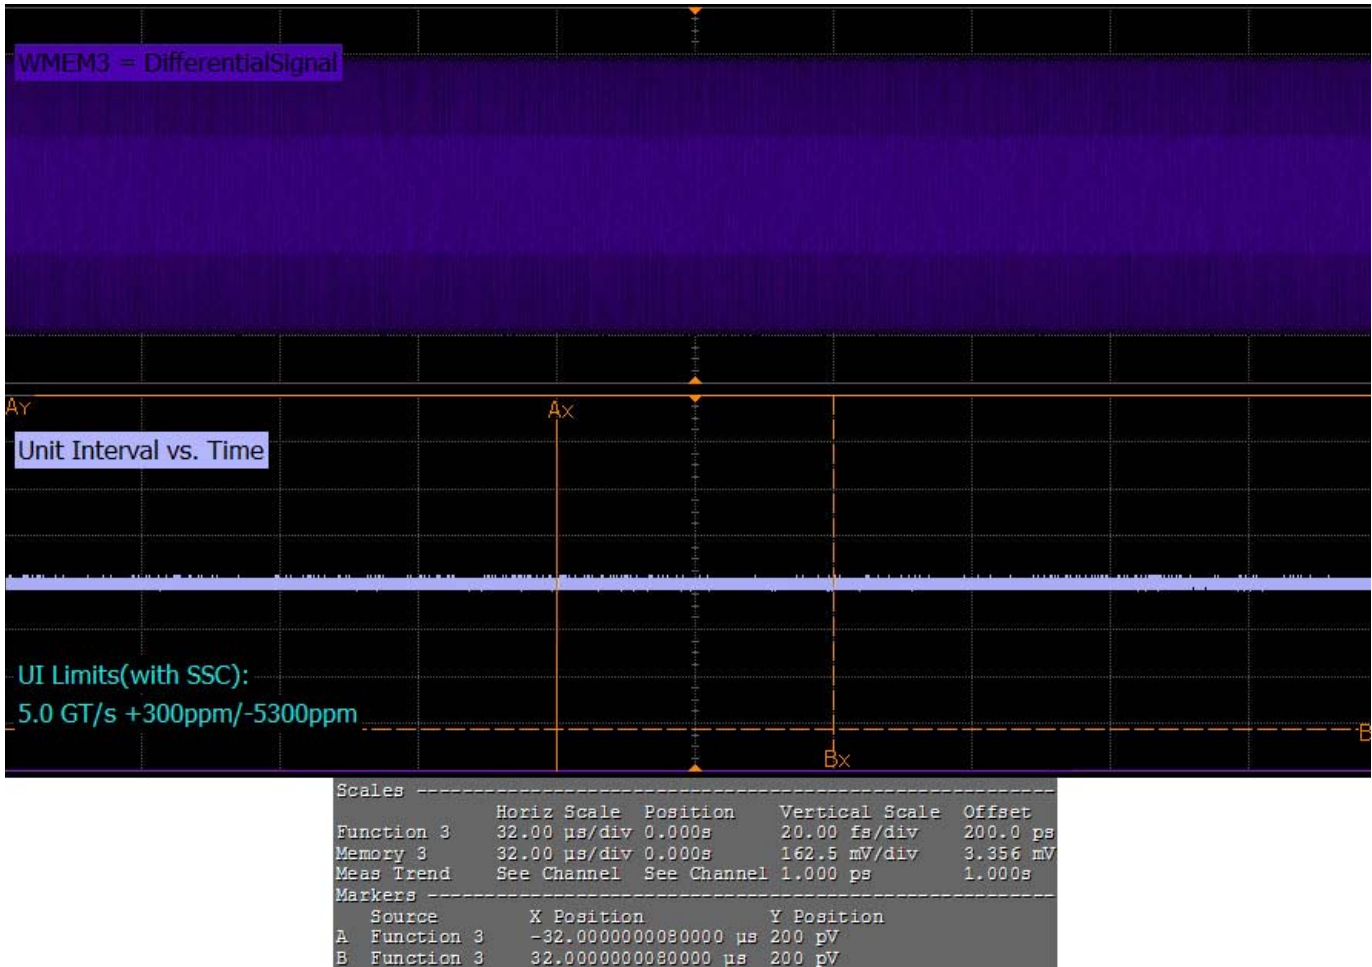 WMEM3 = DifferentialSignal
AY
AX
Unit Interval vs. Time
UI Limits(with SSC):
5.0 GT/s +300ppm/-5300ppm
B
BX
Scales
Horiz Scale Position Vertical Scale Offset
Function 3 32.00 µs/div 0.000s 20.00 fs/div 200.0 ps
Memory 3 32.00 µs/div 0.000s 162.5 mV/div 3.356 mV
Meas Trend See Channel See Channel 1.000 ps 1.000s
Markers
Source X Position Y Position
A Function 3 -32.0000000080000 µs 200 pV
B Function 3 32.0000000080000 µs 200 pV